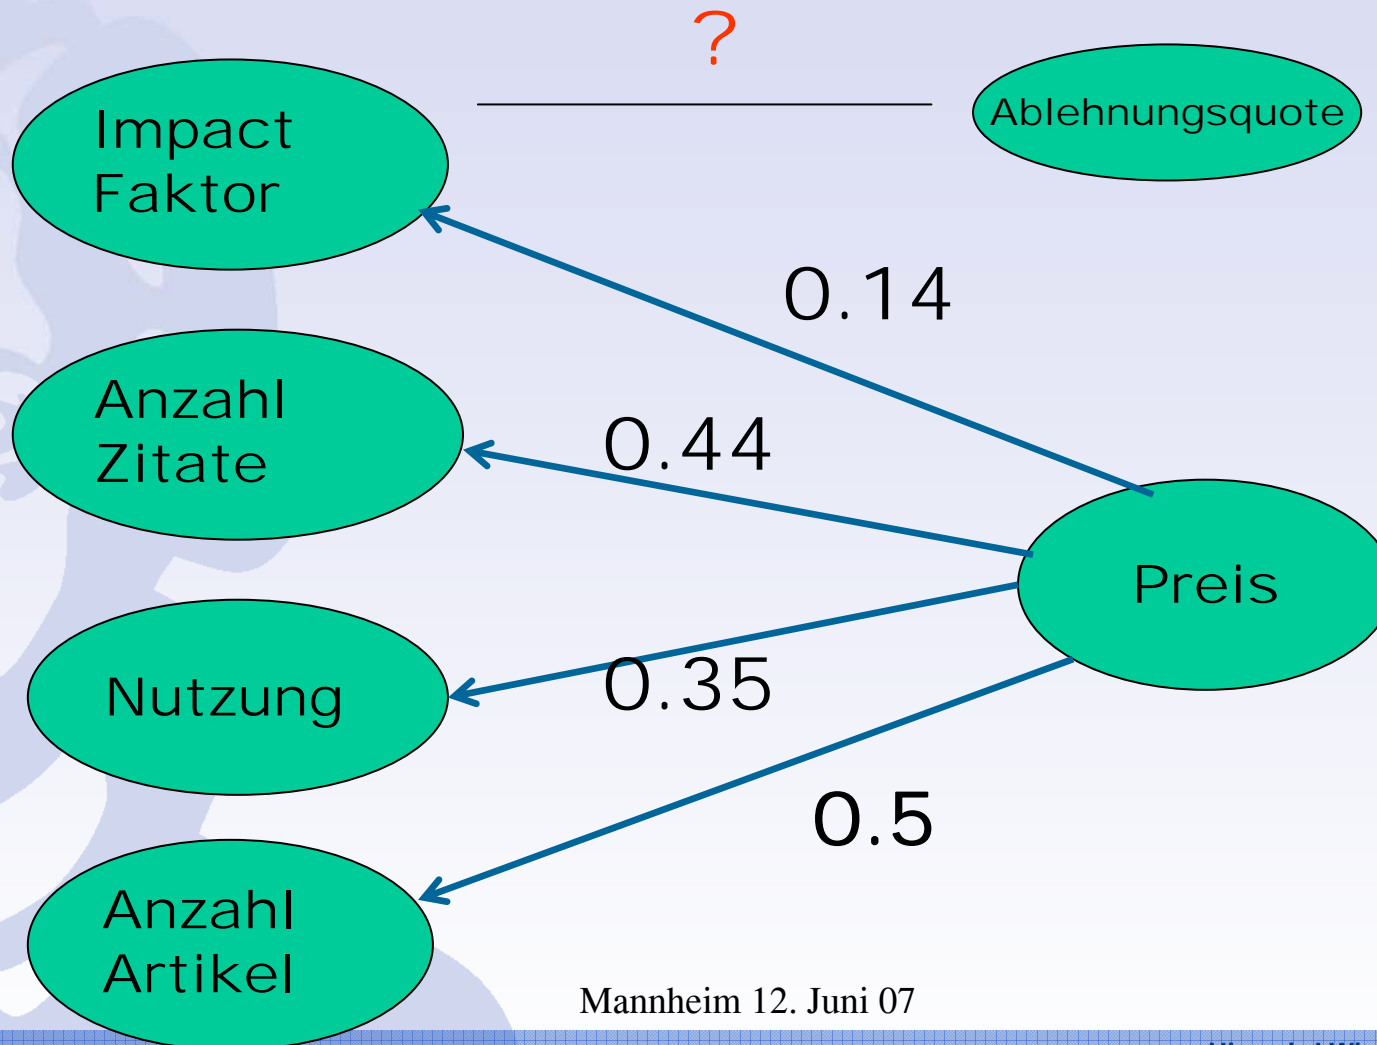 ?
Impact
Faktor
Ablehnungsquote
0.14
Anzahl
Zitate
0.44
Preis
Nutzung
0.35
0.5
Anzahl
Artikel
Mannheim 12. Juni 07